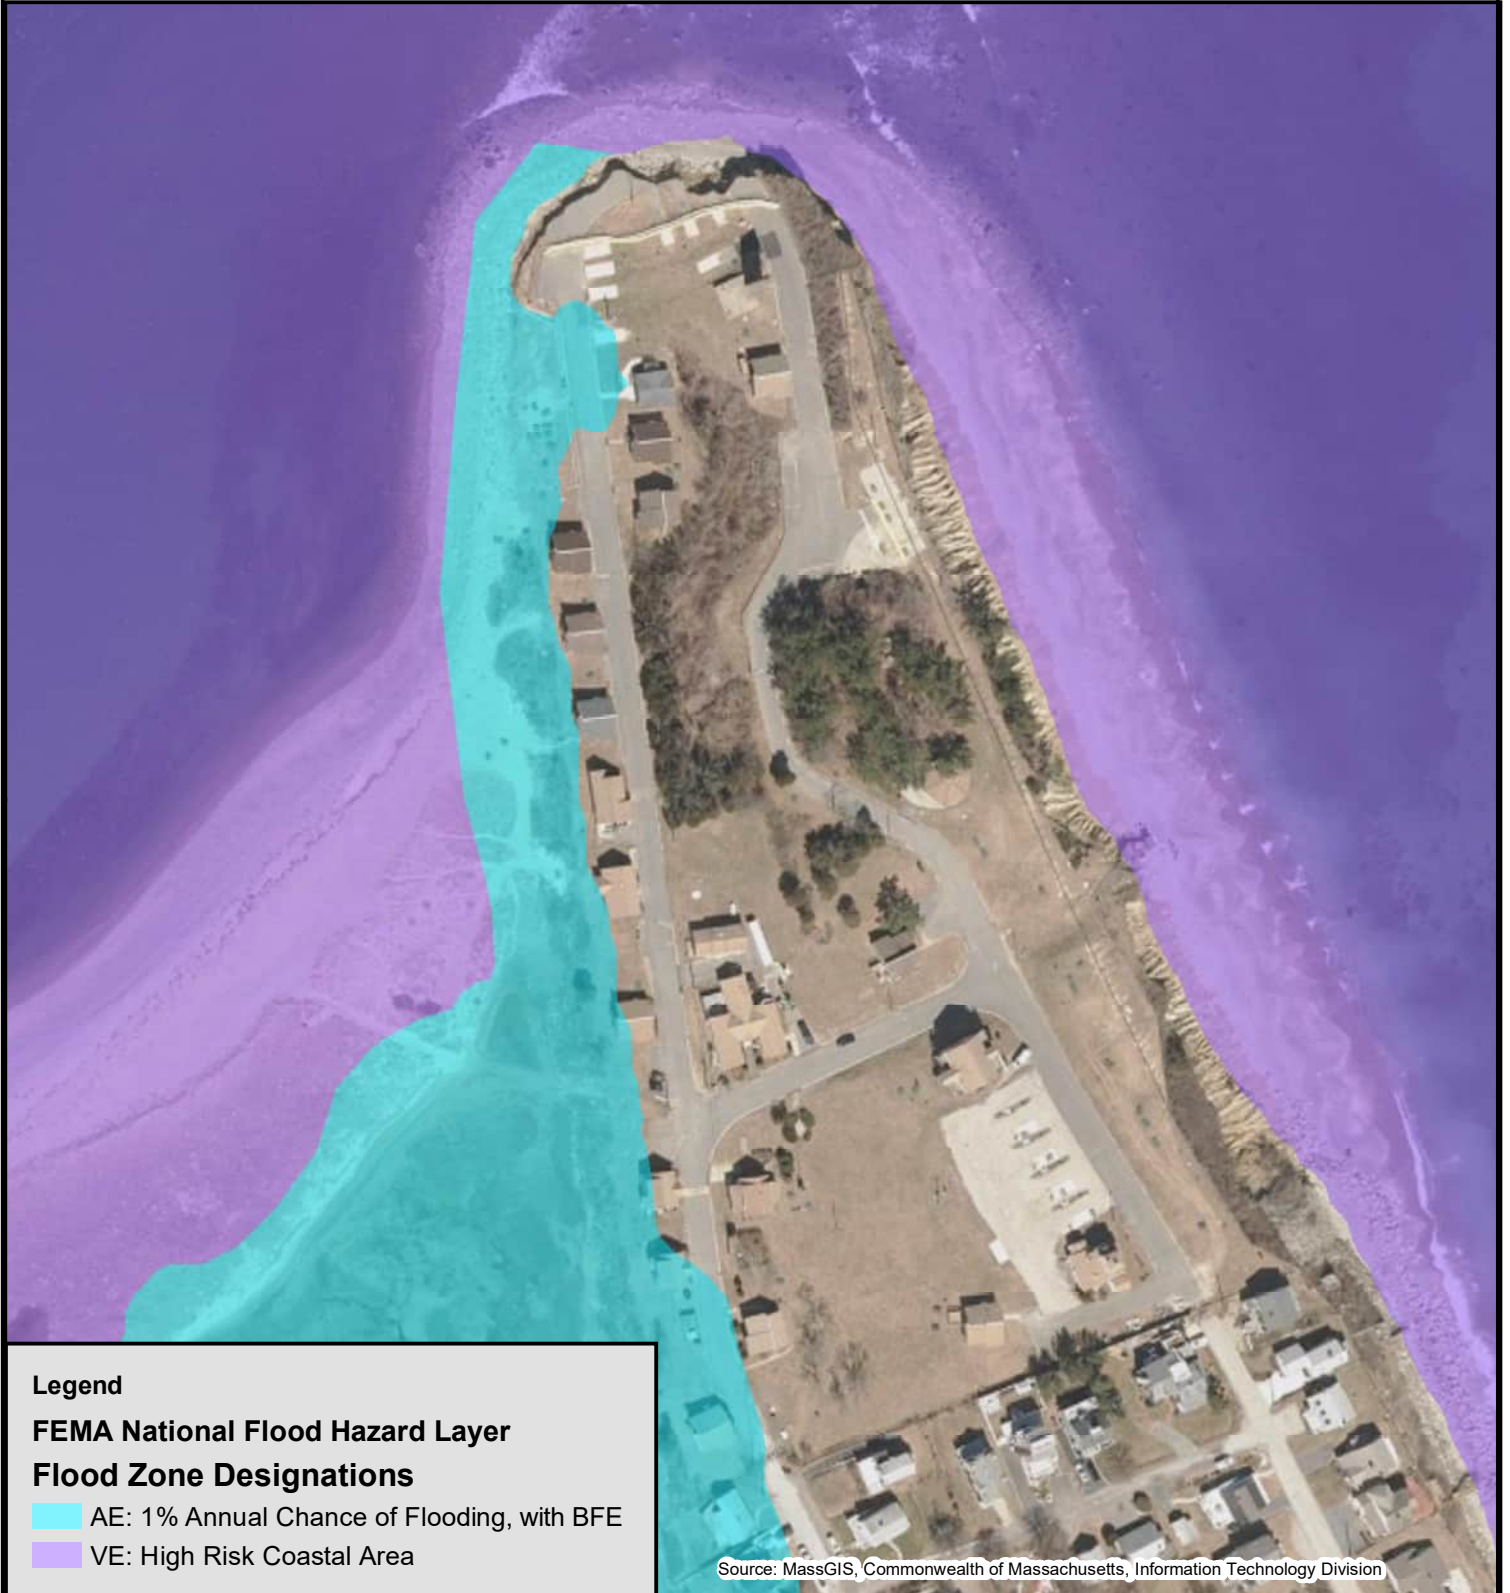 Legend
FEMA National Flood Hazard Layer
Flood Zone Designations
AE: 1% Annual Chance of Flooding, with BFE
VE: High Risk Coastal Area
Source: MassGIS, Commonwealth of Massachusetts, Information Technology Division